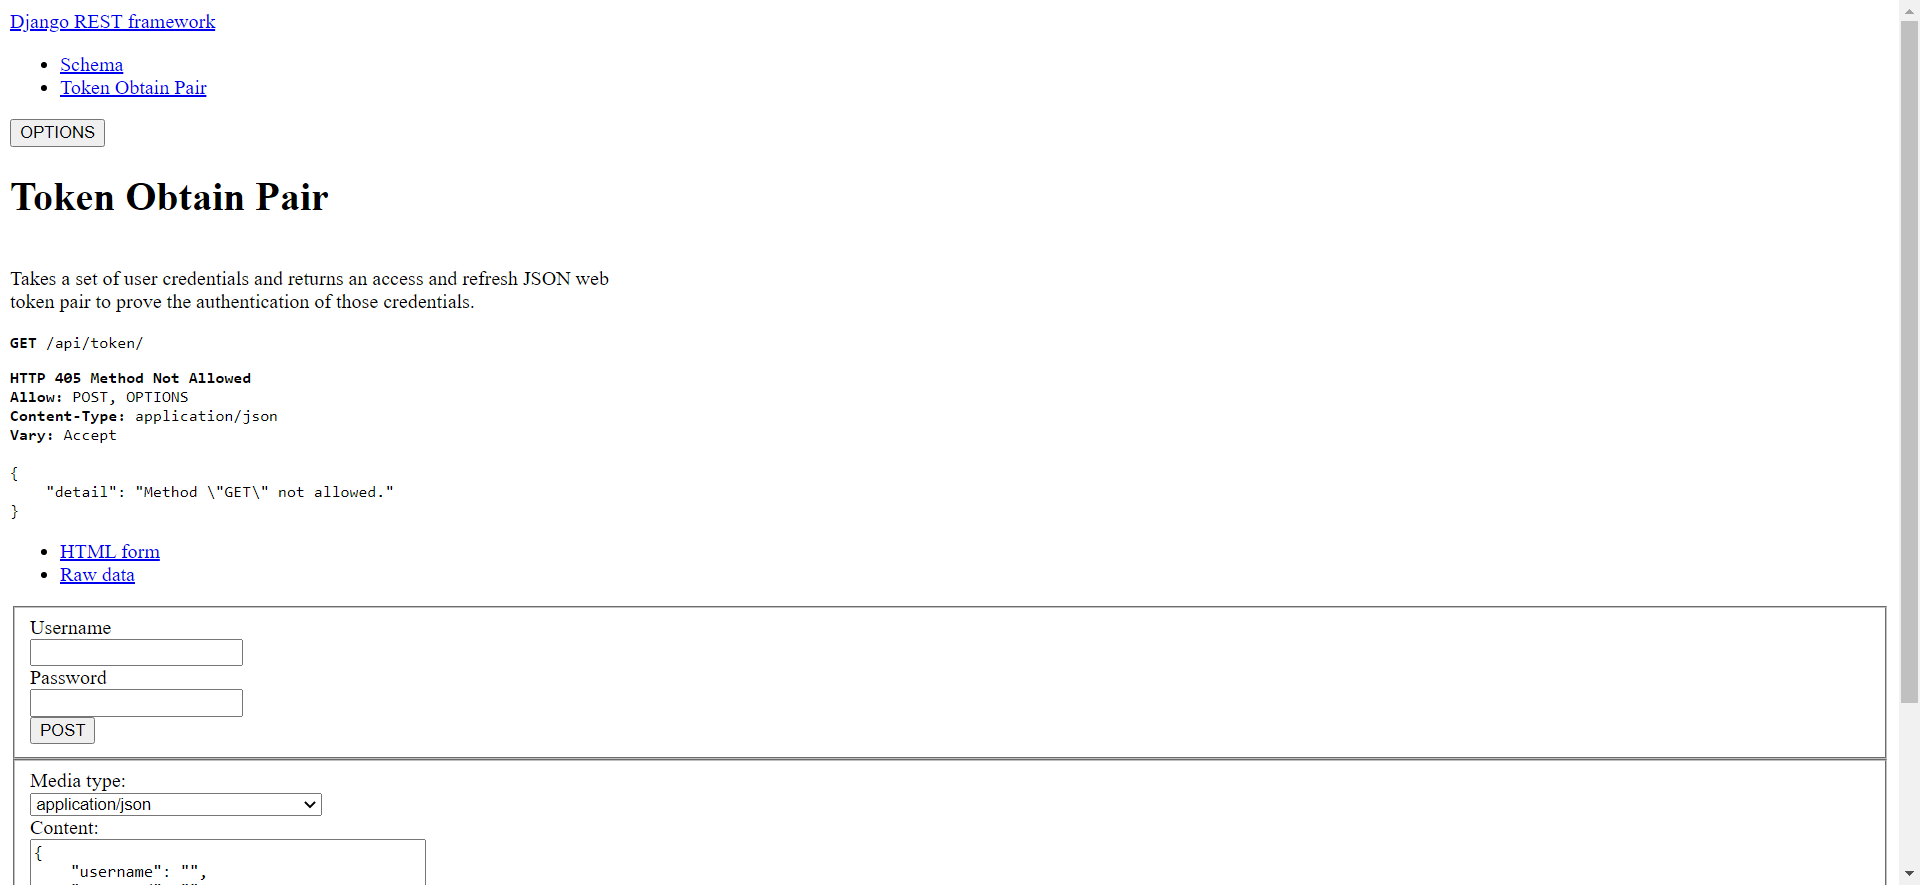 Django REST framework
Schema
Token Obtain Pair
OPTIONS
Token Obtain Pair
Takes a set of user credentials and returns an access and refresh JSON web
token pair to prove the authentication of those credentials.
GET /api/token/
HTTP 405 Method Not Allowed
Allow: POST, OPTIONS
Content-Type: application/json
Vary: Accept
{
    "detail": "Method \"GET\" not allowed."
}
HTML form
Raw data
Username
Password
POST
Media type:
application/json
Content:
{
    "username": "",